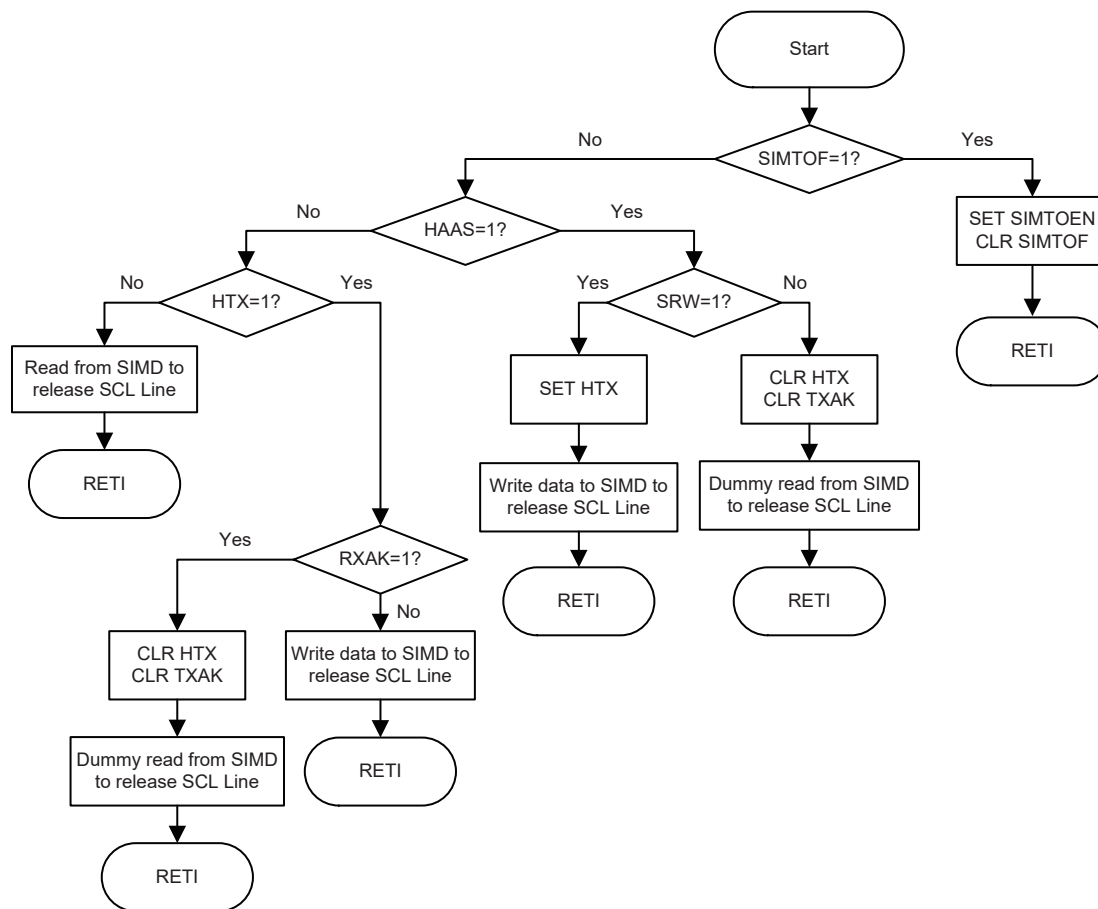 Start
SIMTOF=1?
No
Yes
HAAS=1?
No
Yes
SET SIMTOEN
CLR SIMTOF
RETI
HTX=1?
No
Yes
SRW=1?
Yes
No
Read from SIMD to
release SCL Line
RETI
SET HTX
CLR HTX
CLR TXAK
Write data to SIMD to
release SCL Line
Dummy read from SIMD
to release SCL Line
RETI
RETI
RXAK=1?
Yes
No
CLR HTX
CLR TXAK
Write data to SIMD to
release SCL Line
Dummy read from SIMD
to release SCL Line
RETI
RETI